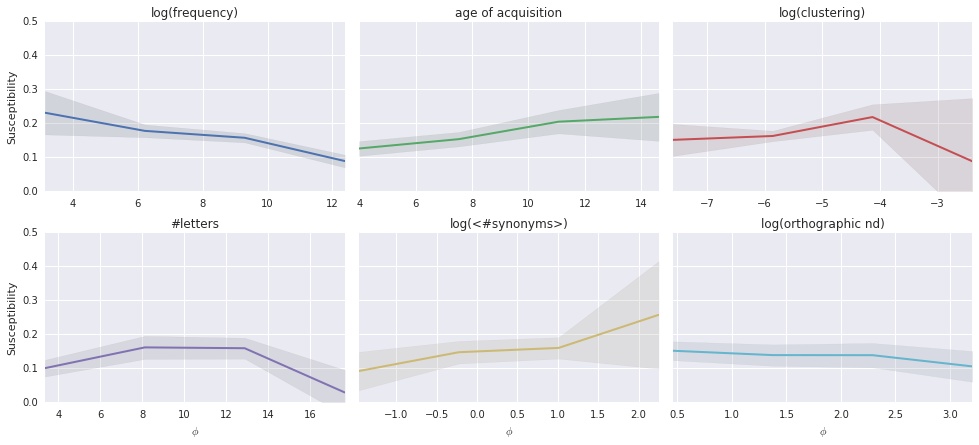 log(frequency) age of acquisition log(clustering)
Susceptibility
0.5
0.4
0.3
0.2
0.1
0.0
4 6 8 10 12
4 6 8 10 12 14
−7 −6 −5 −4 −3
#letters log(<#synonyms>) log(orthographic nd)
Susceptibility
0.5
0.4
0.3
0.2
0.1
0.0
4 6 8 10 12 14 16
−1.0 −0.5 0.0 0.5 1.0 1.5 2.0
0.5 1.0 1.5 2.0 2.5 3.0
ϕ ϕ ϕ